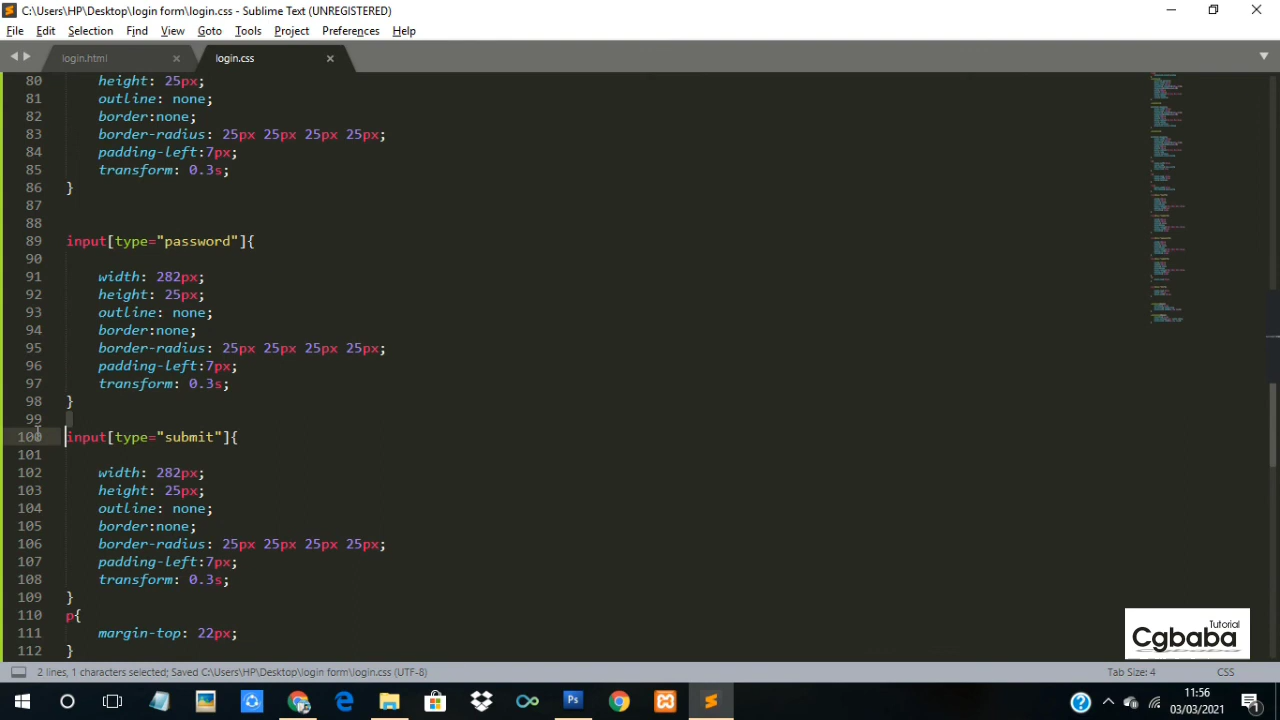 C:\Users\HP\Desktop\login form\login.css - Sublime Text (UNREGISTERED)
File Edit Selection Find View Goto Tools Project Preferences Help
login.html login.css
80 height: 25px;
81 outline: none;
82 border:none;
83 border-radius: 25px 25px 25px 25px;
84 padding-left:7px;
85 transform: 0.3s;
86 }
87
88
89 input[type="password"]{
90
91 width: 282px;
92 height: 25px;
93 outline: none;
94 border:none;
95 border-radius: 25px 25px 25px 25px;
96 padding-left:7px;
97 transform: 0.3s;
98 }
99
100 input[type="submit"]{
101
102 width: 282px;
103 height: 25px;
104 outline: none;
105 border:none;
106 border-radius: 25px 25px 25px 25px;
107 padding-left:7px;
108 transform: 0.3s;
109 }
110 p{
111 margin-top: 22px;
112 }
Tutorial
Cgbaba
2 lines, 1 characters selected; Saved C:\Users\HP\Desktop\login form\login.css (UTF-8) Tab Size: 4 CSS
Ps
11:56
03/03/2021
1